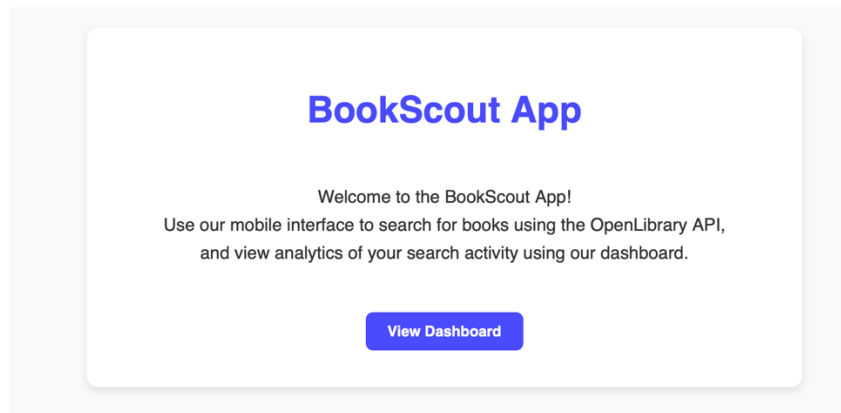 BookScout App
Welcome to the BookScout App!
Use our mobile interface to search for books using the OpenLibrary API,
and view analytics of your search activity using our dashboard.
View Dashboard